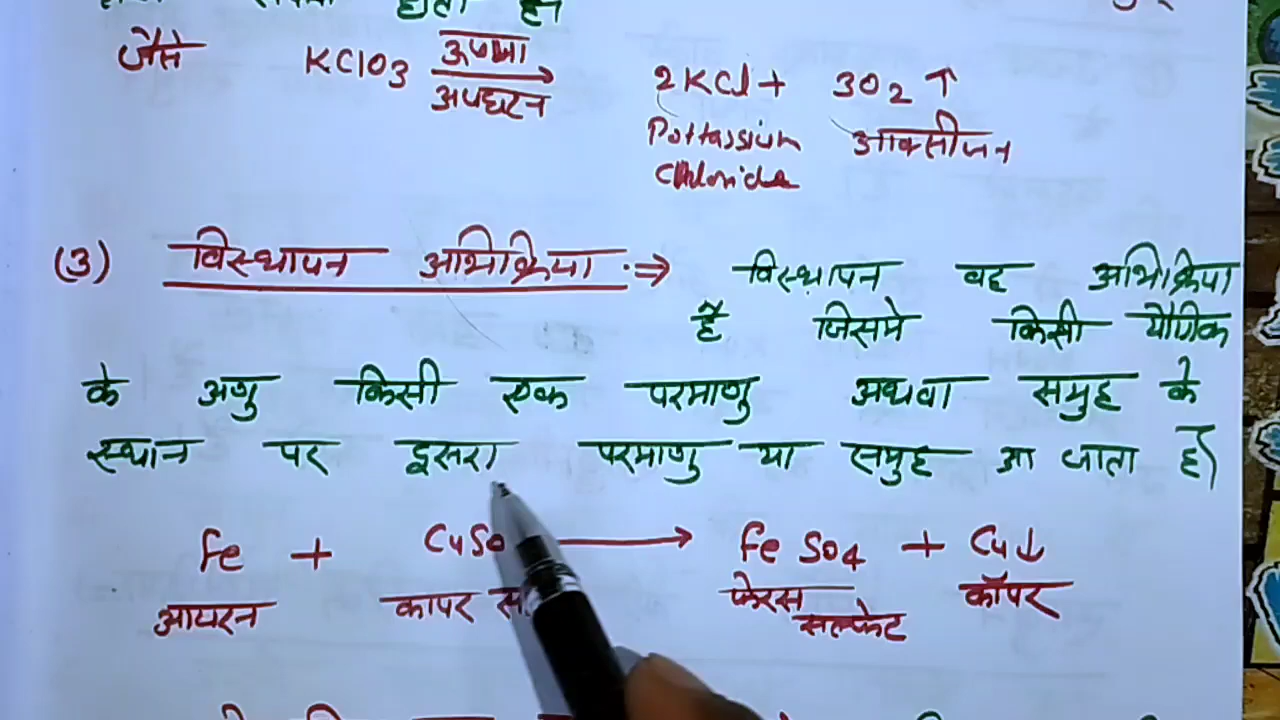 होता है।
जैसे KClO3 ऊष्मा → अपघटन 2KCl + 3O2 ↑
Pottassium Chloride आक्सीजन
(3) विस्थापन अभिक्रिया ⇒ विस्थापन वह अभिक्रिया
है जिसमे किसी यौगिक
के अणु किसी एक परमाणु अथवा समुह के
स्थान पर दुसरा परमाणु या समुह आ जाता है।
Fe + CuSO → FeSO4 + Cu↓
आयरन कापर फेरस सल्फेट कॉपर